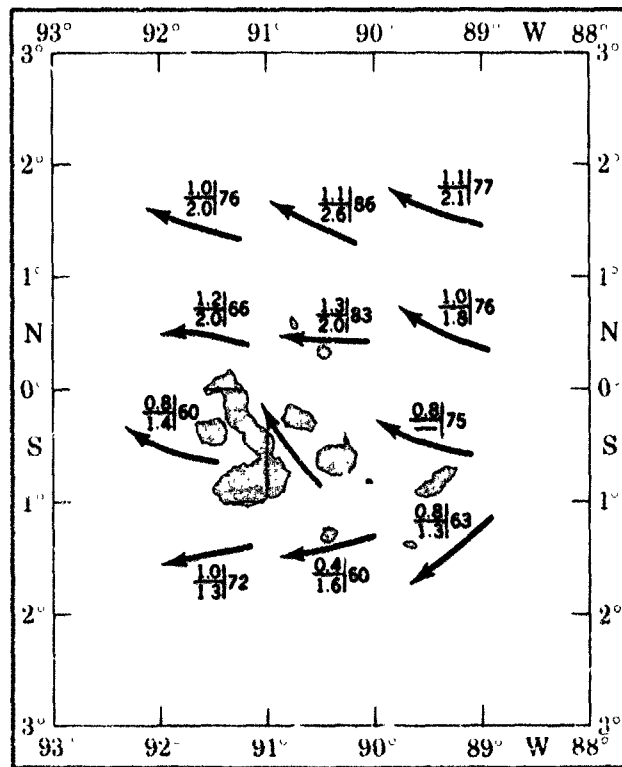 93° 92° 91° 90° 89° W 88°
3° 3°
2° 2°
1.0/2.0|76 1.1/2.6|86 1.1/2.1|77
1° 1°
1.2/2.0|66 1.3/2.0|83 1.0/1.8|76
N N
0° 0°
0.8/1.4|60 0.8/—|75
S S
1° 1°
0.8/1.3|63
1.0/1.3|72 0.4/1.6|60
2° 2°
3° 3°
93° 92° 91° 90° 89° W 88°